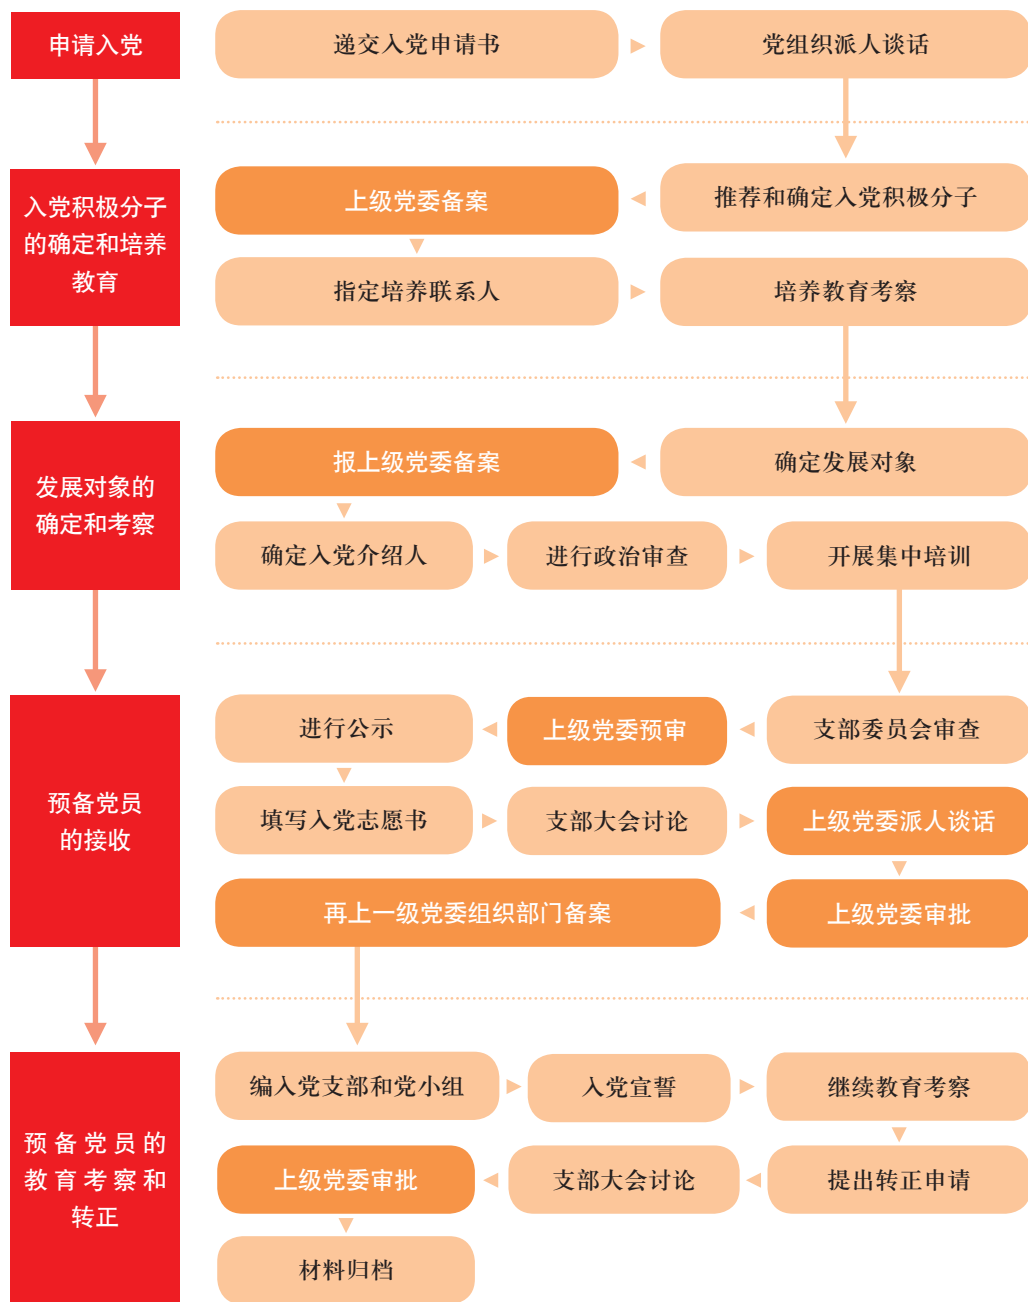 申请入党
递交入党申请书
党组织派人谈话
入党积极分子
的确定和培养
教育
上级党委备案
推荐和确定入党积极分子
指定培养联系人
培养教育考察
发展对象的
确定和考察
报上级党委备案
确定发展对象
确定入党介绍人
进行政治审查
开展集中培训
预备党员
的接收
进行公示
上级党委预审
支部委员会审查
填写入党志愿书
支部大会讨论
上级党委派人谈话
再上一级党委组织部门备案
上级党委审批
预备党员的
教育考察和
转正
编入党支部和党小组
入党宣誓
继续教育考察
上级党委审批
支部大会讨论
提出转正申请
材料归档